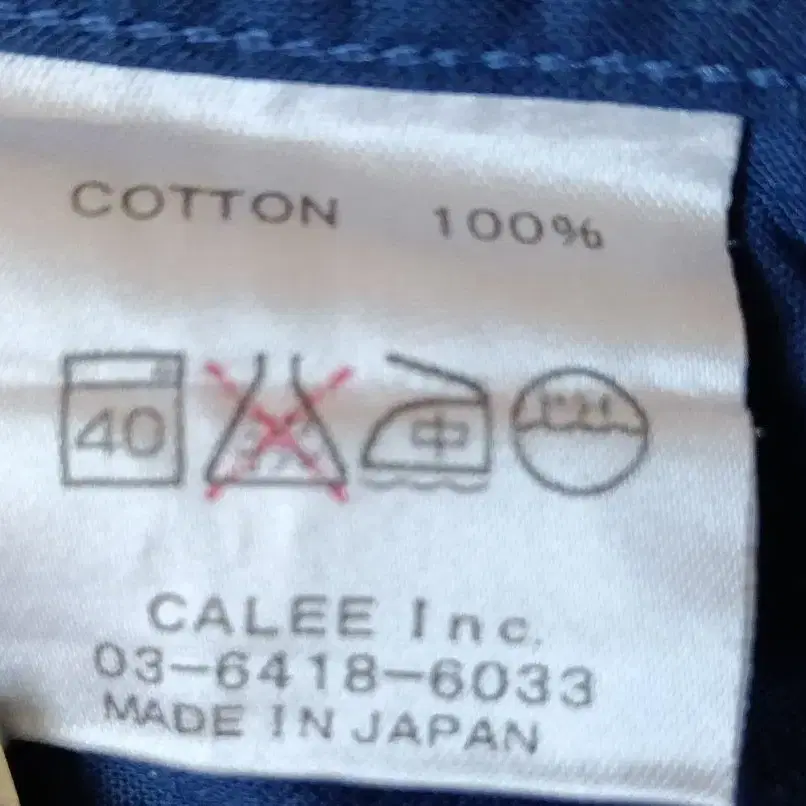 COTTON 100%
40 中
CALEE Inc.
03-6418-6033
MADE IN JAPAN